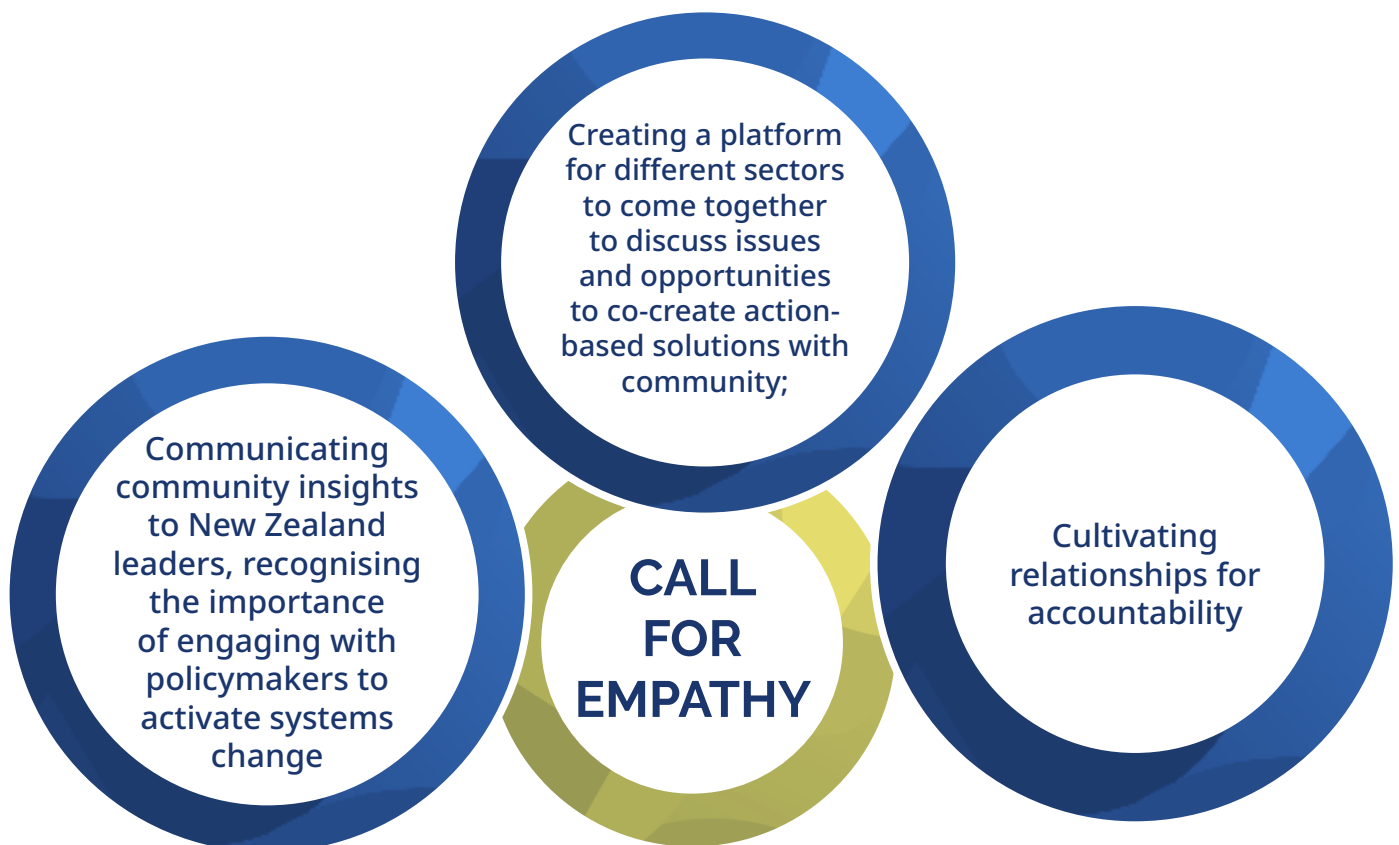 Creating a platform
for different sectors
to come together
to discuss issues
and opportunities
to co-create action-
based solutions with
community;
Communicating
community insights
to New Zealand
leaders, recognising
the importance
of engaging with
policymakers to
activate systems
change
CALL
FOR
EMPATHY
Cultivating
relationships for
accountability